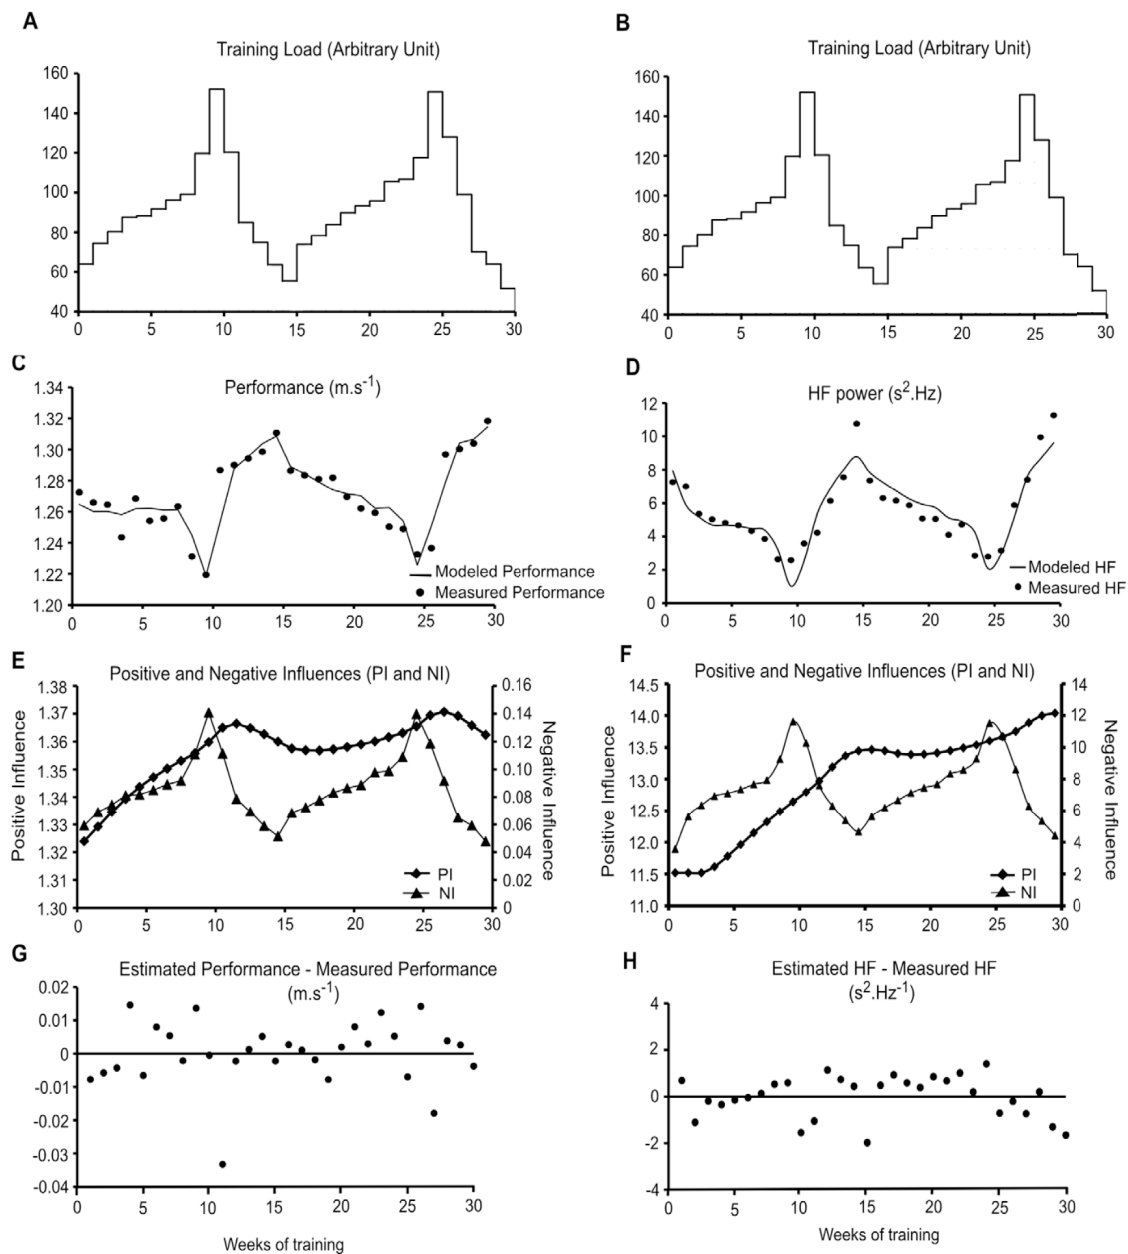 A
Training Load (Arbitrary Unit)
160
140
120
100
80
60
40
0 5 10 15 20 25 30
B
Training Load (Arbitrary Unit)
160
140
120
100
80
60
40
0 5 10 15 20 25 30
C
Performance (m.s-1)
1.34
1.32
1.30
1.28
1.26
1.24
1.22
1.20
Modeled Performance
Measured Performance
0 5 10 15 20 25 30
D
HF power (s2.Hz)
12
10
8
6
4
2
0
Modeled HF
Measured HF
0 5 10 15 20 25 30
E
Positive and Negative Influences (PI and NI)
Positive Influence
1.38
1.37
1.36
1.35
1.34
1.33
1.32
1.31
1.30
0.16
0.14
0.12
0.10
0.08
0.06
0.04
0.02
0
Negative Influence
PI
NI
0 5 10 15 20 25 30
F
Positive and Negative Influences (PI and NI)
Positive Influence
14.5
14.0
13.5
13.0
12.5
12.0
11.5
11.0
14
12
10
8
6
4
2
0
Negative Influence
PI
NI
0 5 10 15 20 25 30
G
Estimated Performance - Measured Performance
(m.s-1)
0.02
0.01
0
-0.01
-0.02
-0.03
-0.04
0 5 10 15 20 25 30
Weeks of training
H
Estimated HF - Measured HF
(s2.Hz-1)
4
2
0
-2
-4
0 5 10 15 20 25 30
Weeks of training